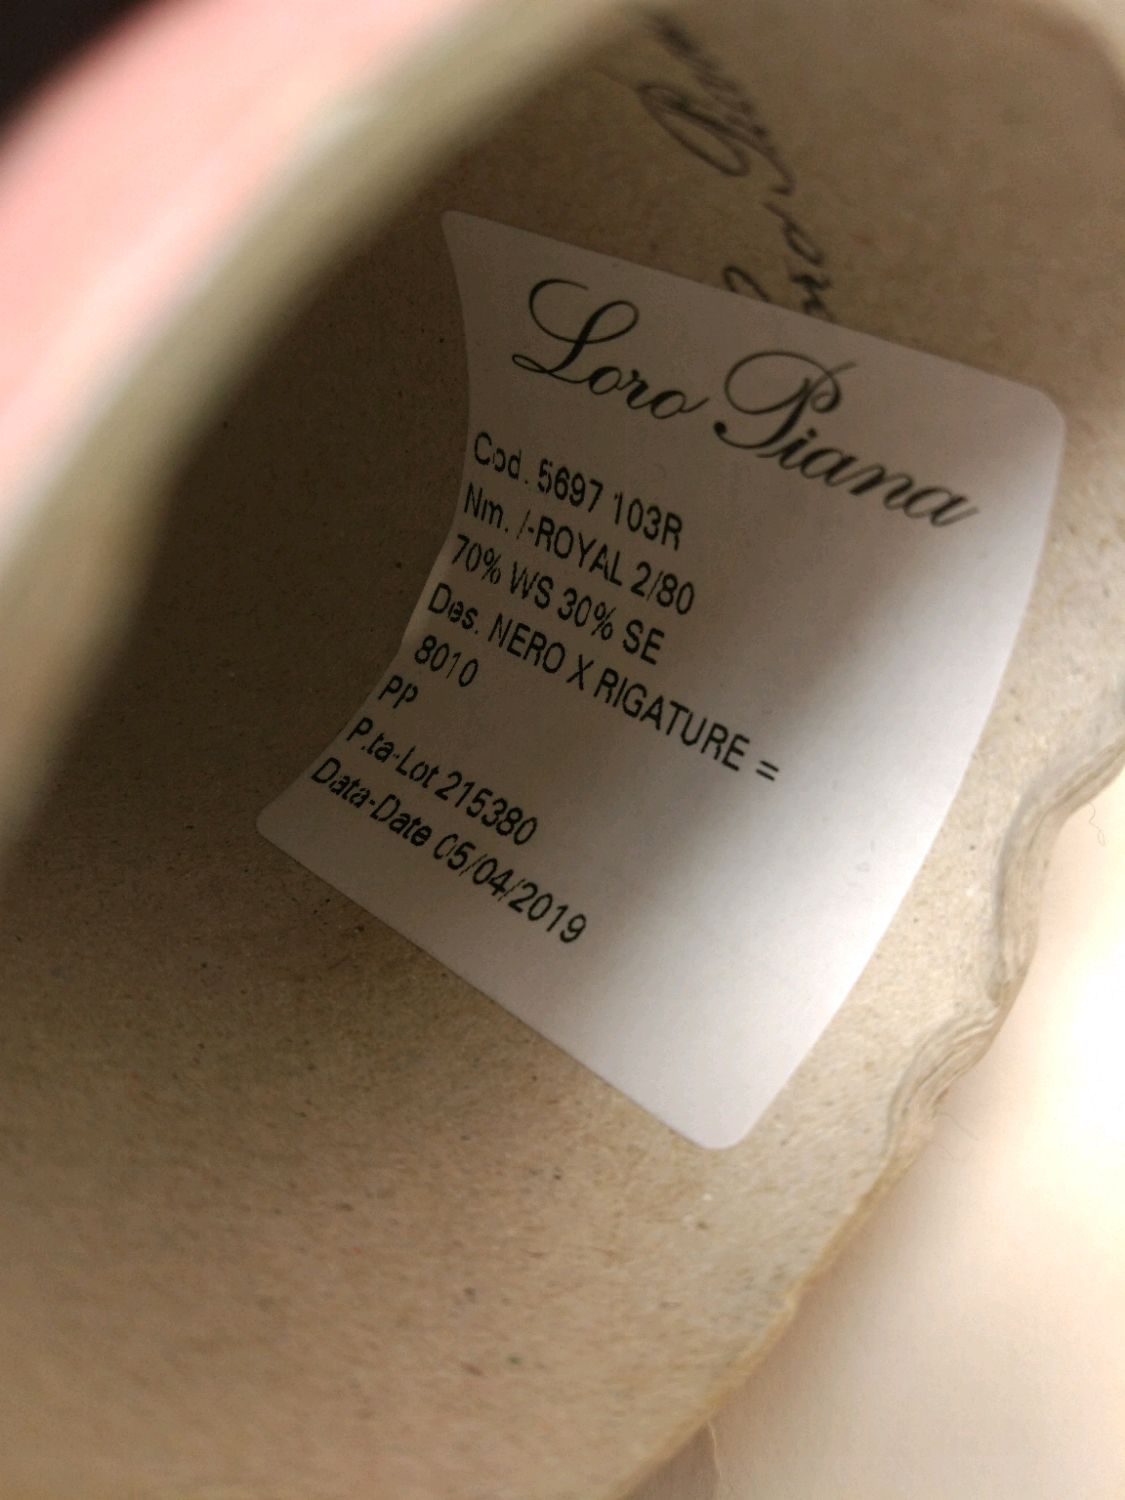 Loro Piana
Cod. 5697 103R
Nm. /-ROYAL 2/80
70% WS 30% SE
Des. NERO X RIGATURE =
8010
PP
P.ta-Lot 215380
Data-Date 05/04/2019